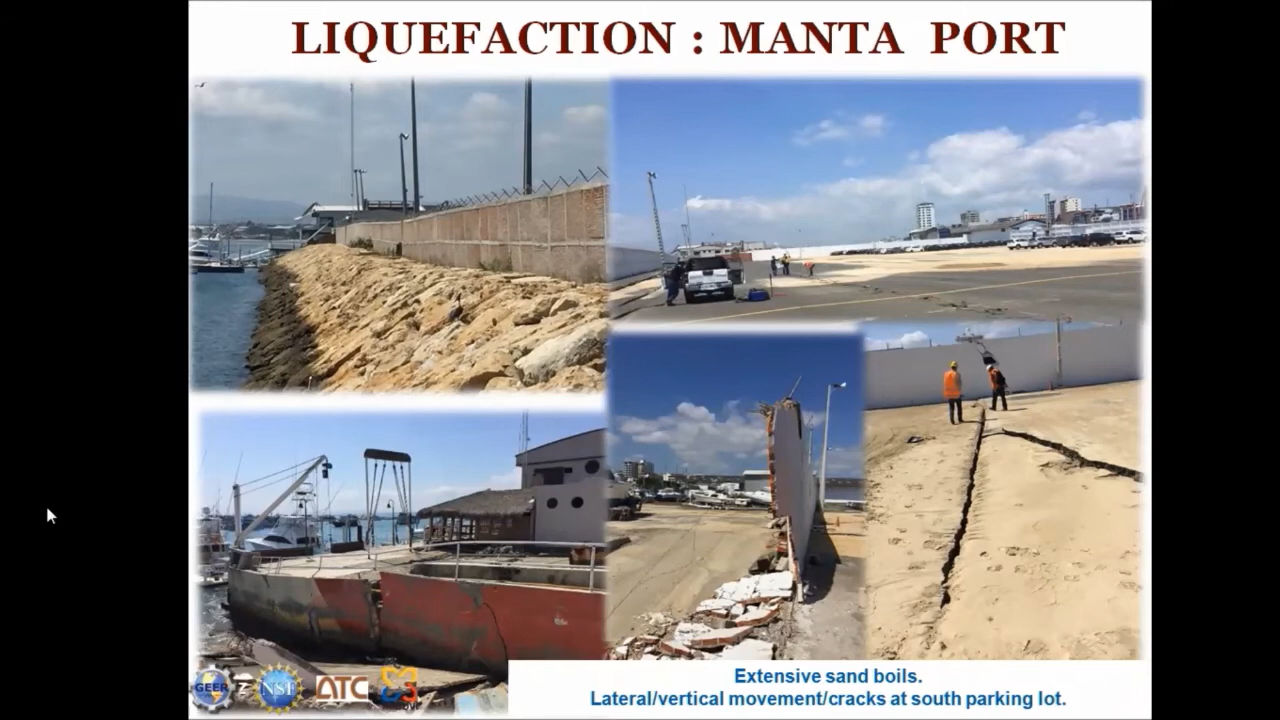 LIQUEFACTION : MANTA PORT
GEER
NSF
ATC
Extensive sand boils.
Lateral/vertical movement/cracks at south parking lot.